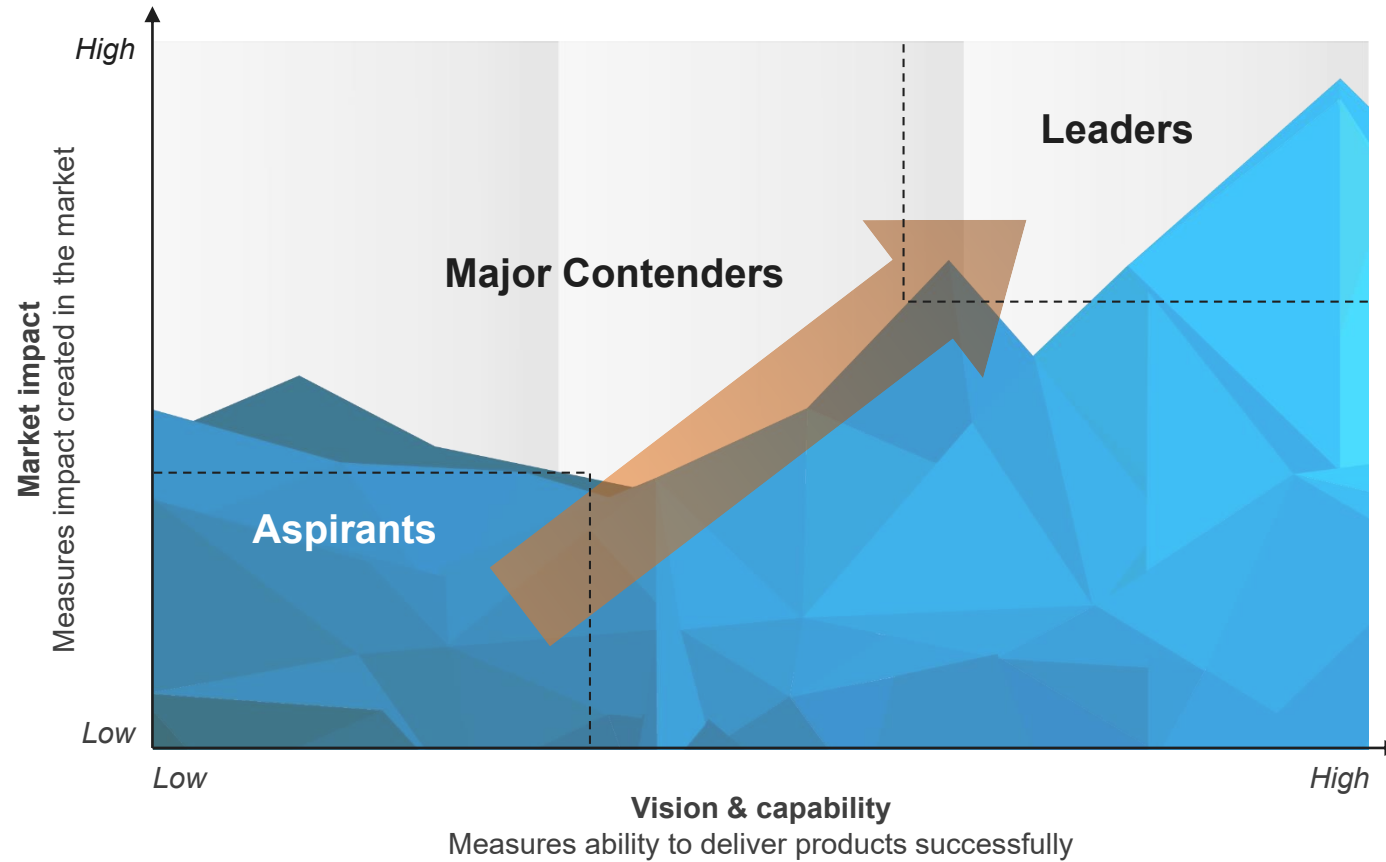 High
Leaders
Major Contenders
Market impact
Measures impact created in the market
Aspirants
Low
Low
High
Vision & capability
Measures ability to deliver products successfully